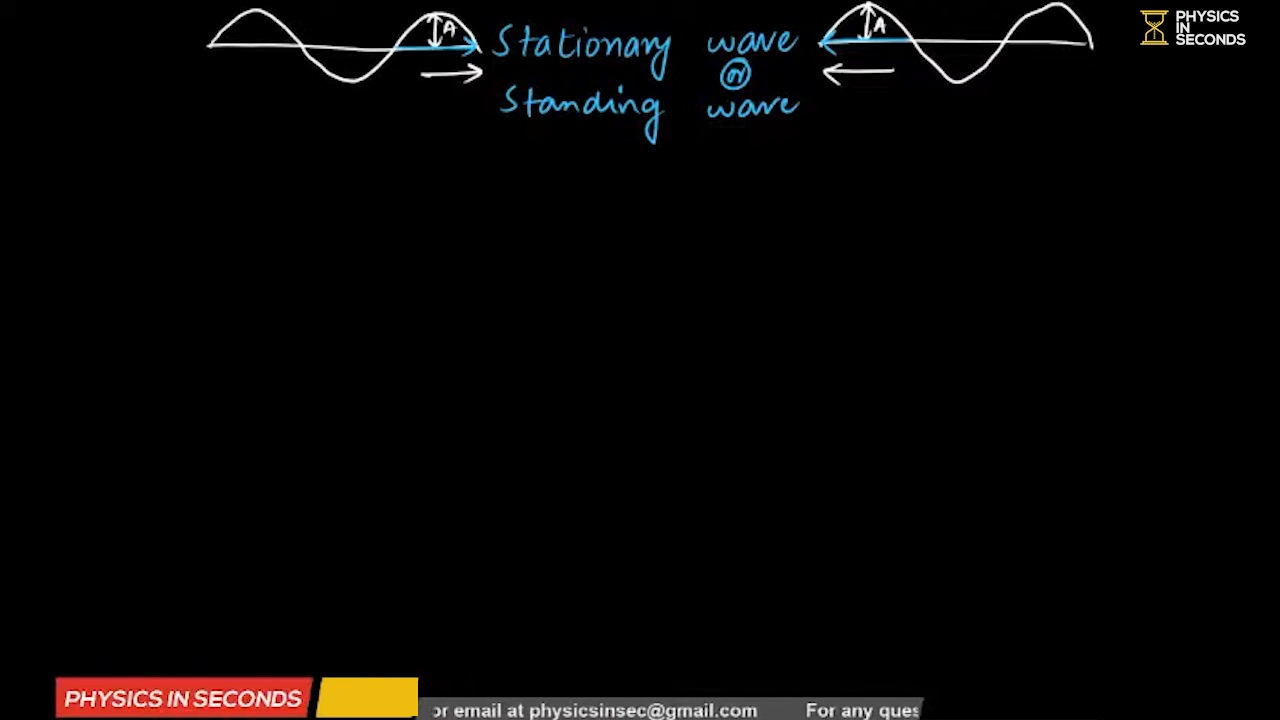 A
Stationary wave
A
or
Standing wave
PHYSICS
IN
SECONDS
PHYSICS IN SECONDS
or email at physicsinsec@gmail.com For any ques